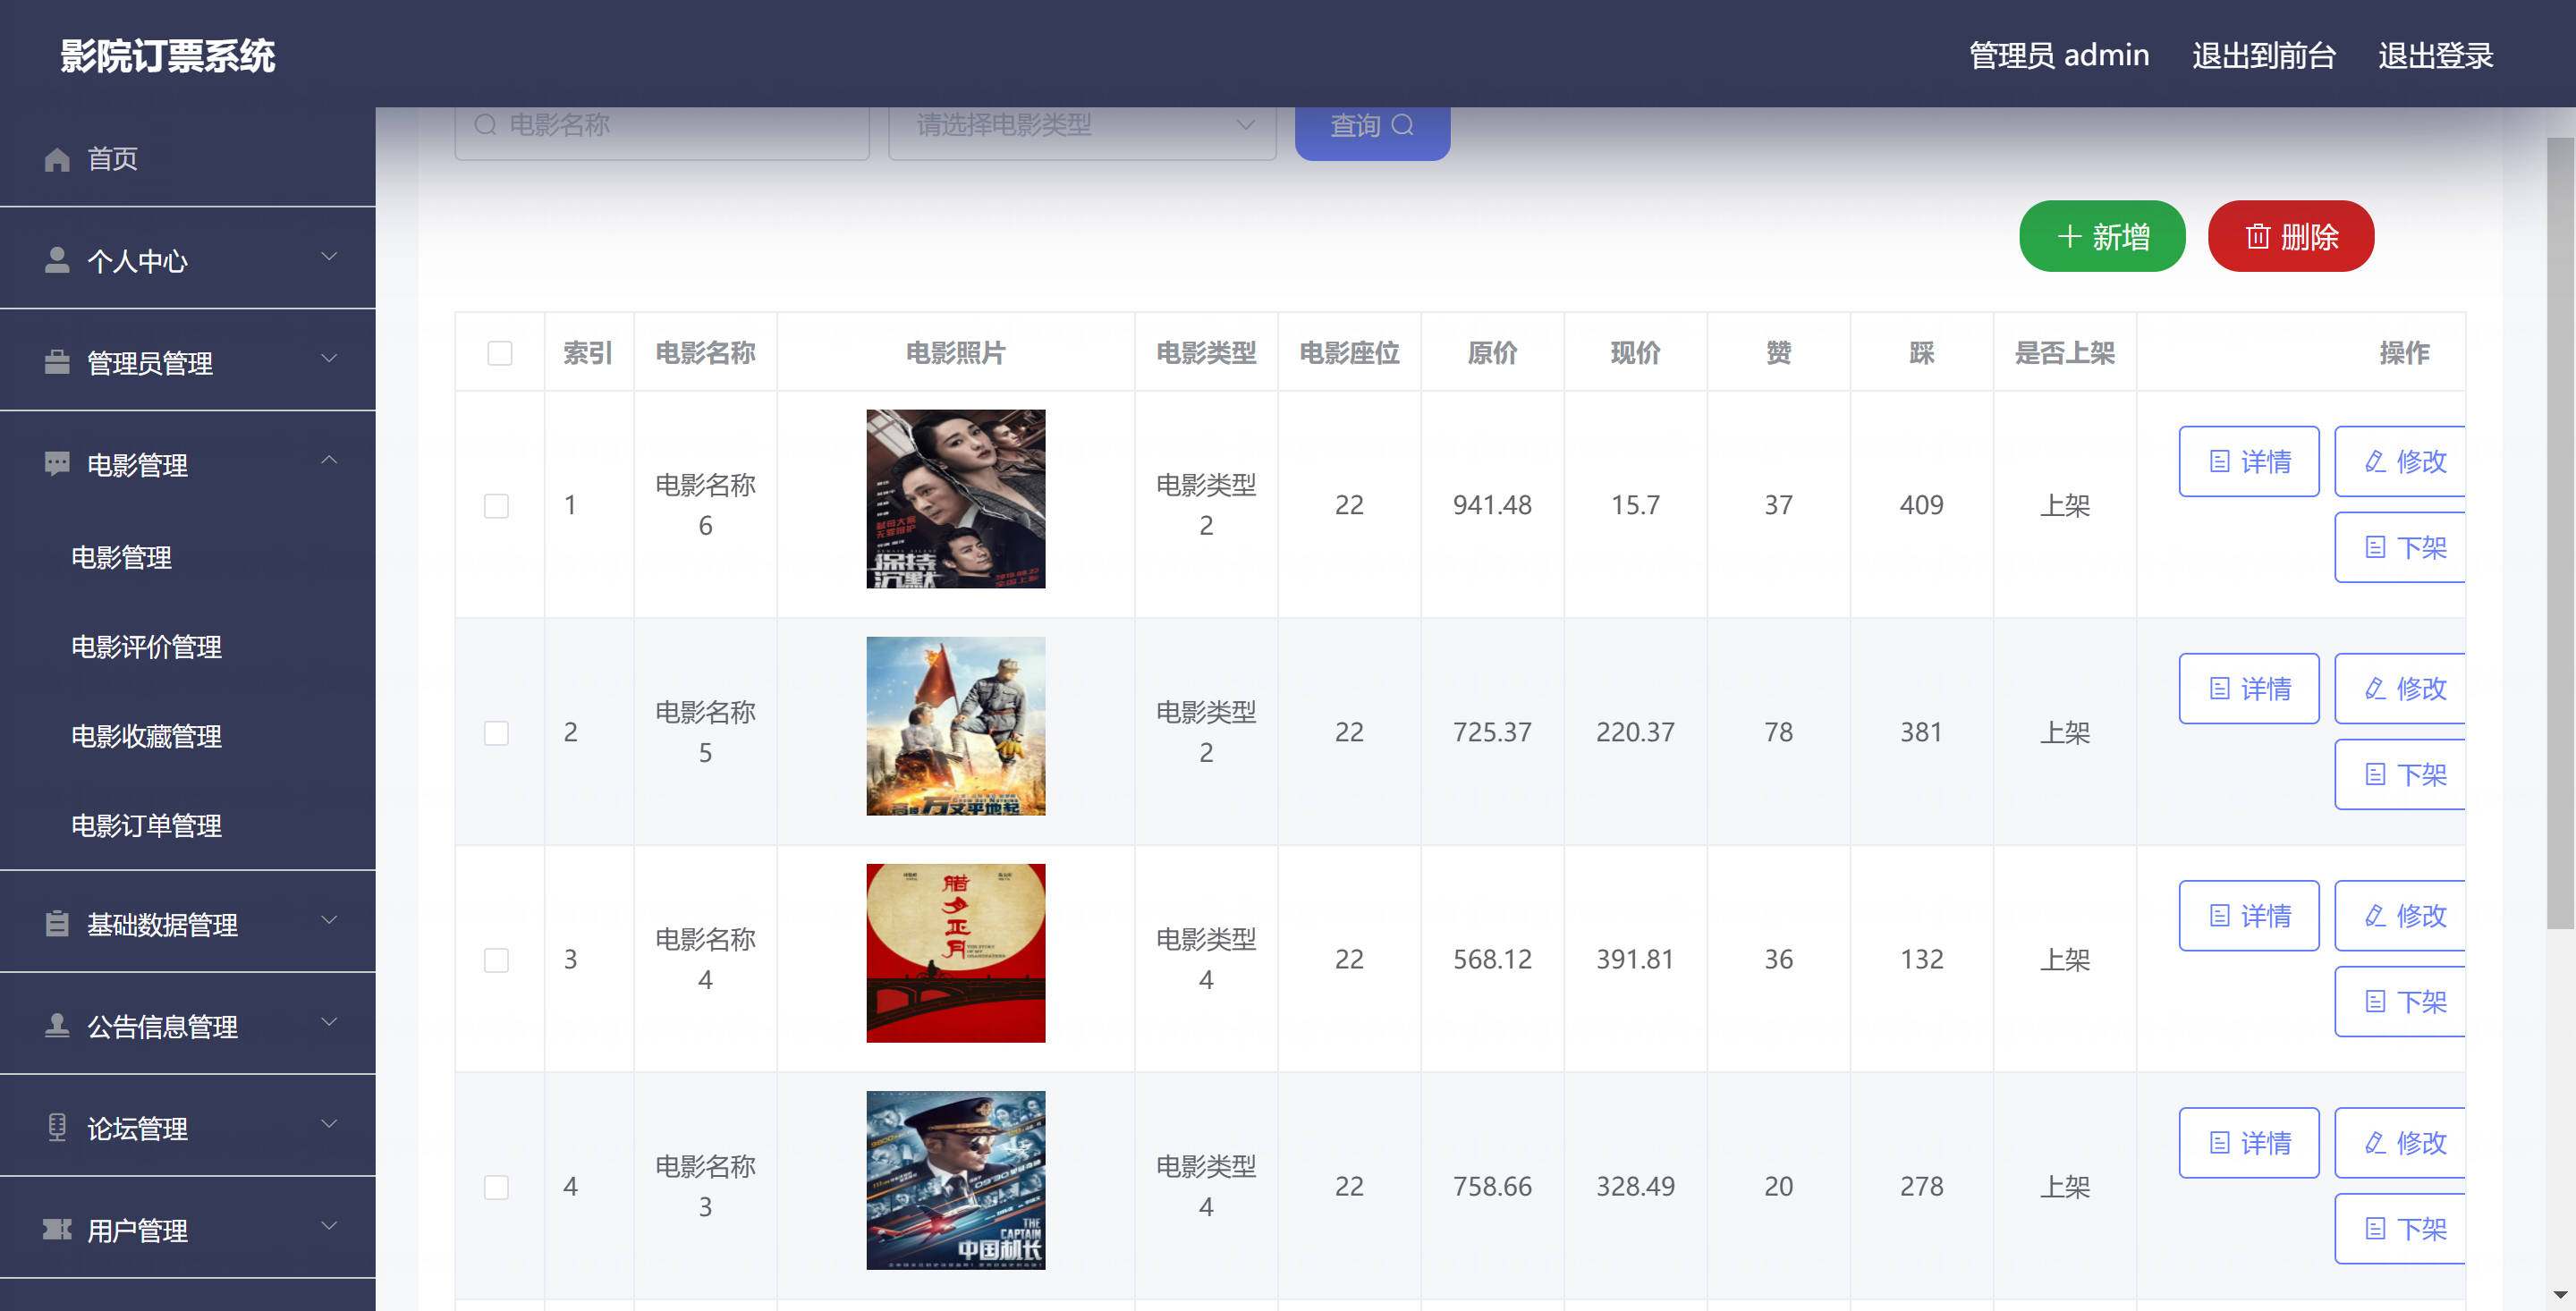 影院订票系统
管理员 admin 退出到前台 退出登录
首页
个人中心
管理员管理
电影管理
电影管理
电影评价管理
电影收藏管理
电影订单管理
基础数据管理
公告信息管理
论坛管理
用户管理
电影名称 请选择电影类型 查询
新增 删除
索引 电影名称 电影照片 电影类型 电影座位 原价 现价 赞 踩 是否上架 操作
1 电影名称6 电影类型2 22 941.48 15.7 37 409 上架 详情 修改
下架
保持
沉默
2 电影名称5 电影类型2 22 725.37 220.37 78 381 上架 详情 修改
下架
万丈平地起
3 电影名称4 电影类型4 22 568.12 391.81 36 132 上架 详情 修改
下架
腊月正月
4 电影名称3 电影类型4 22 758.66 328.49 20 278 上架 详情 修改
下架
THE
CAPTAIN
中国机长